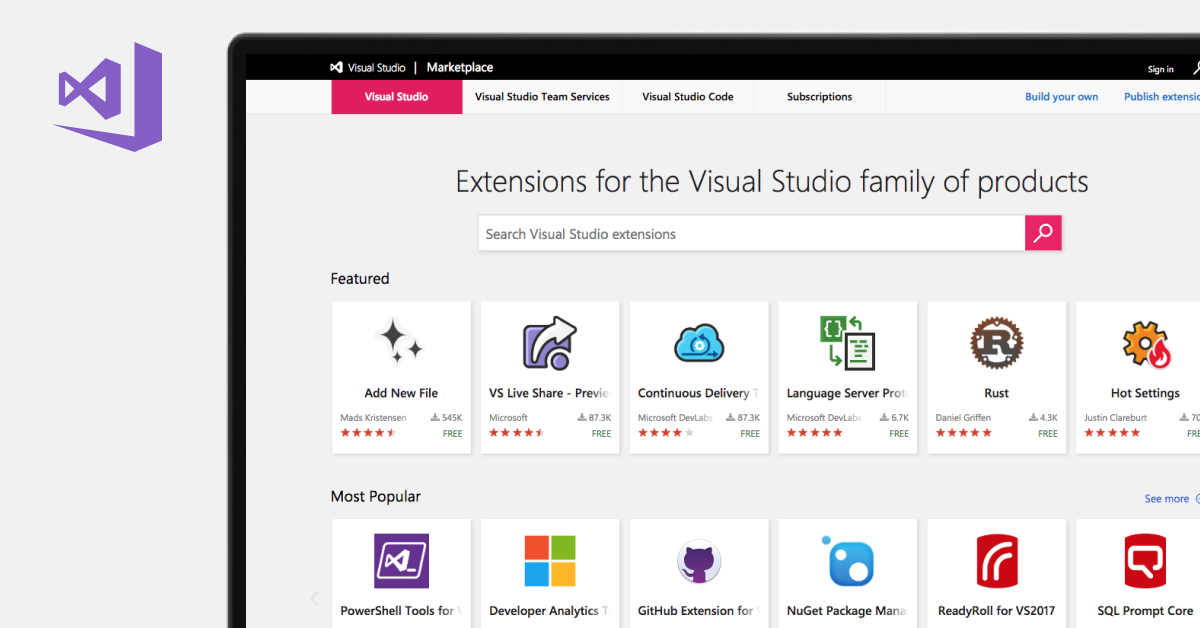 Visual Studio | Marketplace
Sign in
Visual Studio
Visual Studio Team Services
Visual Studio Code
Subscriptions
Build your own
Publish extensio
Extensions for the Visual Studio family of products
Search Visual Studio extensions
Featured
Add New File
Mads Kristensen 545K
FREE
VS Live Share - Previe
Microsoft 87.3K
FREE
Continuous Delivery T
Microsoft DevLabs 87.3K
FREE
Language Server Prot
Microsoft DevLabs 6.7K
FREE
R
Rust
Daniel Griffen 4.3K
FREE
Hot Settings
Justin Clareburt 70
FRE
Most Popular
See more
PowerShell Tools for V
Developer Analytics T
GitHub Extension for V
NuGet Package Mana
ReadyRoll for VS2017
SQL Prompt Core